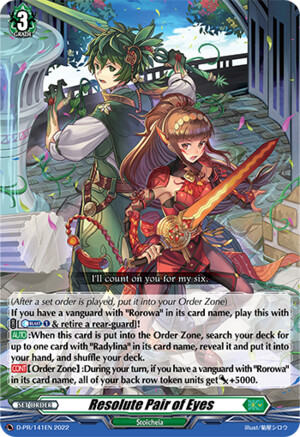 3
GRADE
I'll count on you for my six.
(After a set order is played, put it into your Order Zone)
If you have a vanguard with "Rorowa" in its card name, play this with
& retire a rear-guard]!
AUTO :When this card is put into the Order Zone, search your deck for
up to one card with "Radylina" in its card name, reveal it and put it into
your hand, and shuffle your deck.
CONT【Order Zone】:During your turn, if you have a vanguard with "Rorowa"
in its card name, all of your back row token units get +5000.
SET ORDER
Resolute Pair of Eyes
Stoicheia
D-PR/141EN 2022